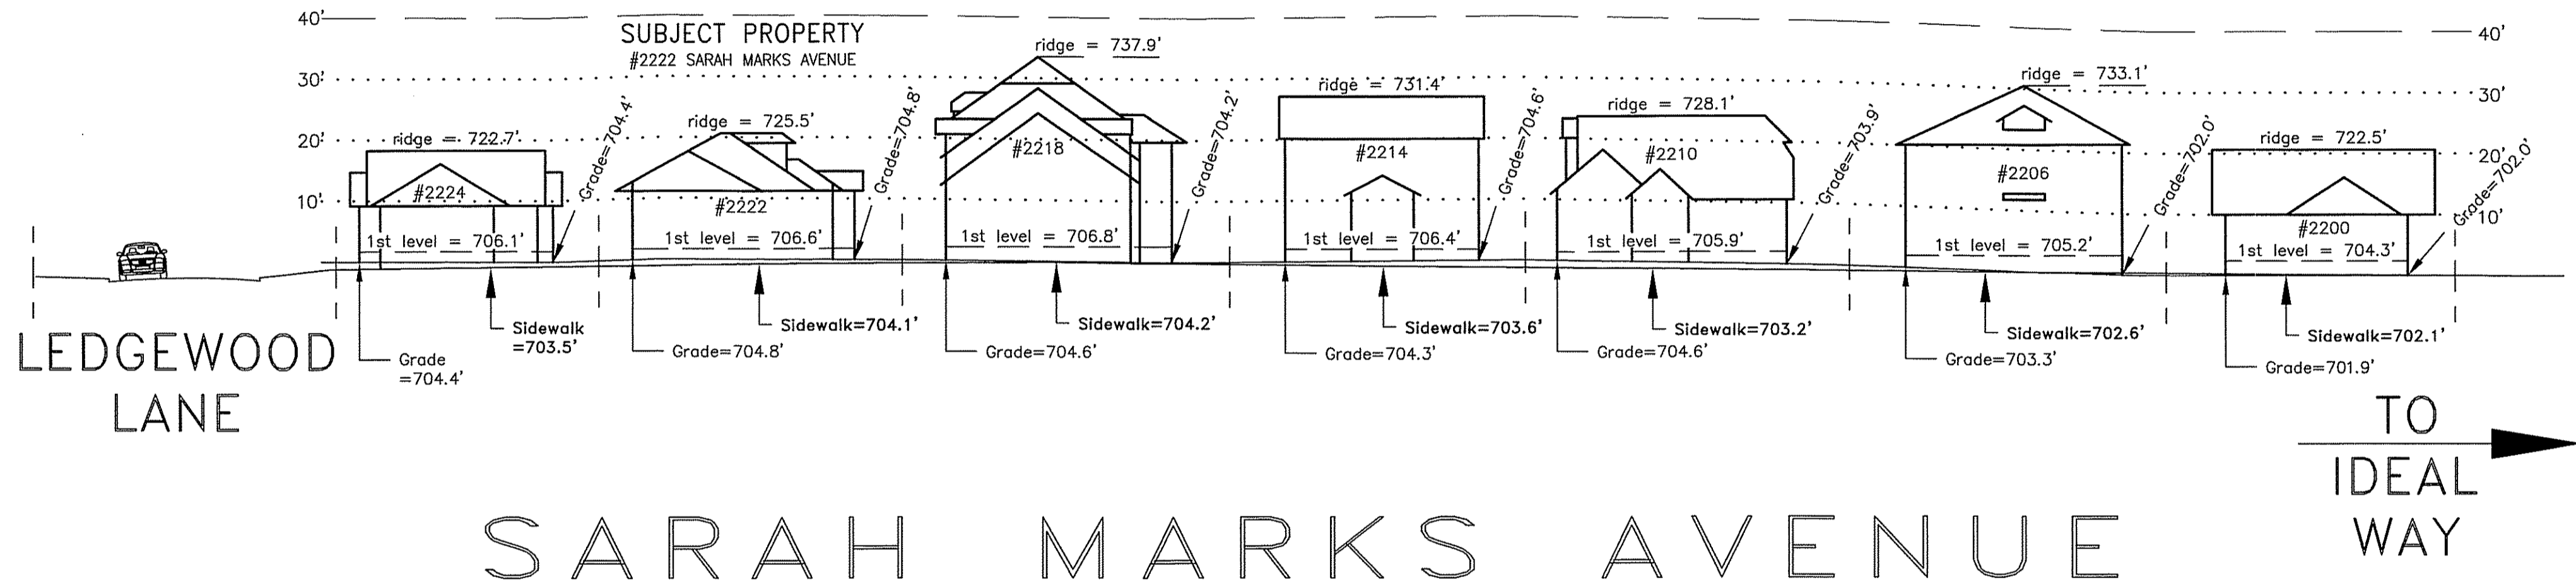 40'
SUBJECT PROPERTY
#2222 SARAH MARKS AVENUE
ridge = 737.9'
40'
30'
ridge = 731.4'
ridge = 733.1'
30'
20'
ridge = 722.7'
ridge = 725.5'
ridge = 728.1'
ridge = 722.5'
20'
10'
10'
#2224
#2222
#2218
#2214
#2210
#2206
#2200
Grade=704.4'
Grade=704.8'
Grade=704.2'
Grade=704.6'
Grade=703.9'
Grade=702.0'
Grade=702.0'
1st level = 706.1'
1st level = 706.6'
1st level = 706.8'
1st level = 706.4'
1st level = 705.9'
1st level = 705.2'
1st level = 704.3'
Sidewalk
=703.5'
Sidewalk=704.1'
Sidewalk=704.2'
Sidewalk=703.6'
Sidewalk=703.2'
Sidewalk=702.6'
Sidewalk=702.1'
Grade
=704.4'
Grade=704.8'
Grade=704.6'
Grade=704.3'
Grade=704.6'
Grade=703.3'
Grade=701.9'
LEDGEWOOD
LANE
TO
IDEAL
WAY
SARAH MARKS AVENUE